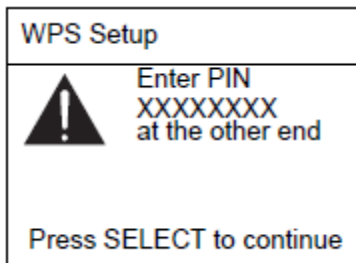 WPS Setup
Enter PIN
XXXXXXXX
at the other end
Press SELECT to continue